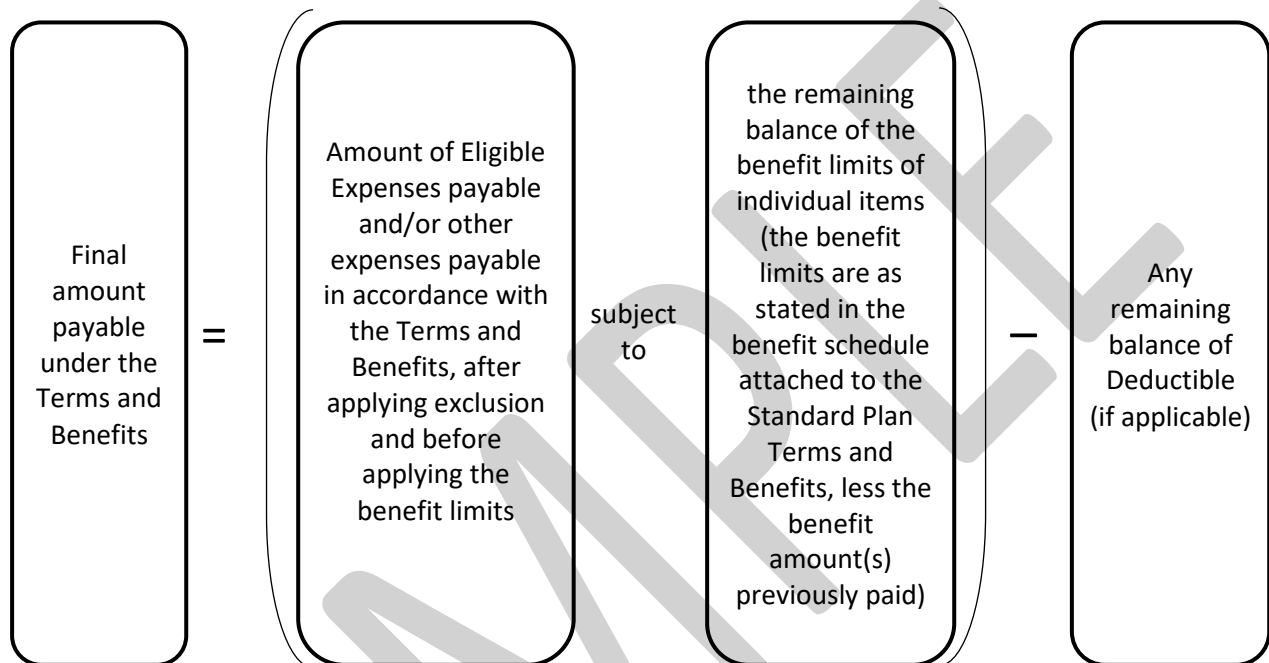 Final
amount
payable
under the
Terms and
Benefits
=
Amount of Eligible
Expenses payable
and/or other
expenses payable
in accordance with
the Terms and
Benefits, after
applying exclusion
and before
applying the
benefit limits
subject
to
the remaining
balance of the
benefit limits of
individual items
(the benefit
limits are as
stated in the
benefit schedule
attached to the
Standard Plan
Terms and
Benefits, less the
benefit
amount(s)
previously paid)
–
Any
remaining
balance of
Deductible
(if applicable)
MPLE